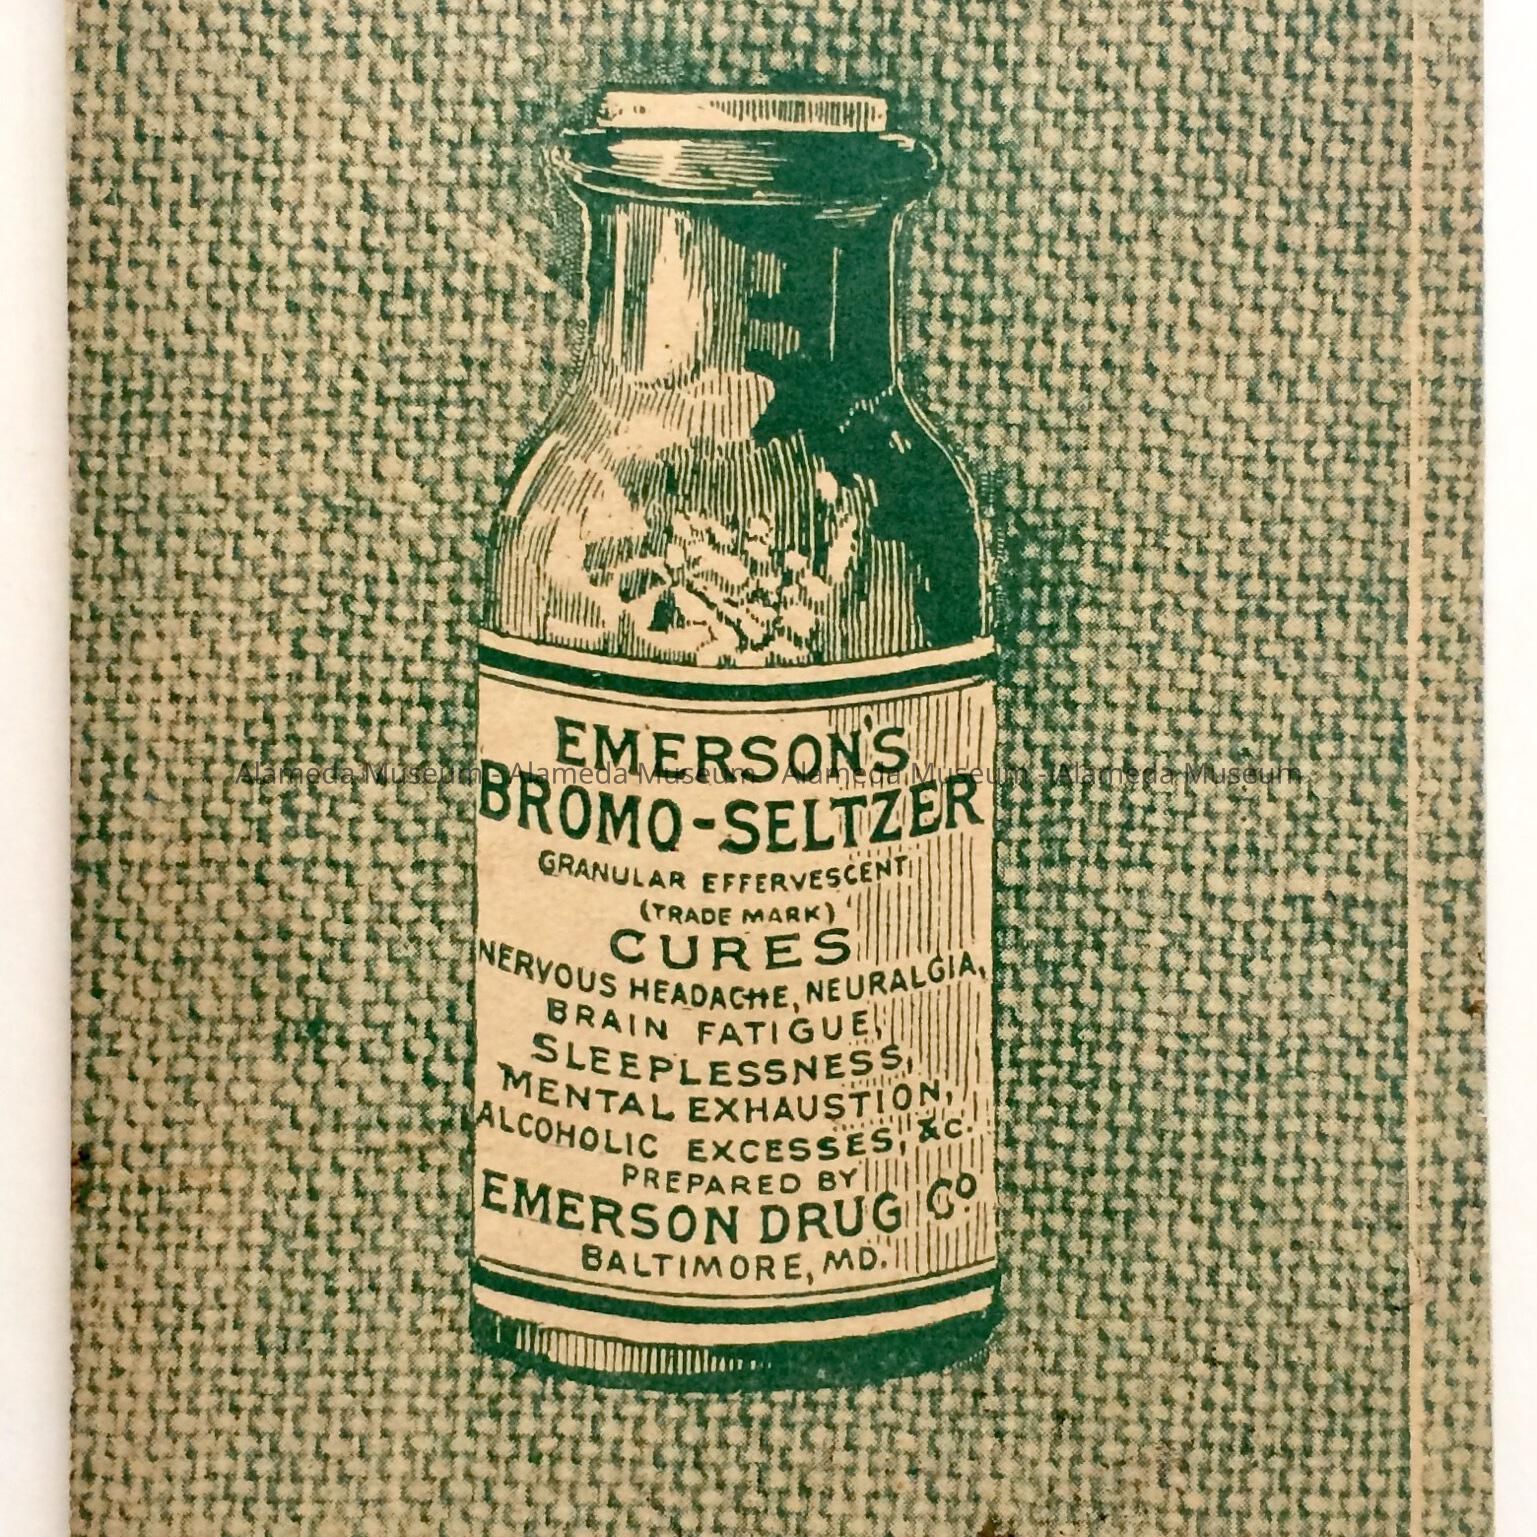 EMERSON'S
Alameda Museum - Alameda Museum - Alameda Museum - Alameda Museum
BROMO-SELTZER
GRANULAR EFFERVESCENT
(TRADE MARK)
CURES
NERVOUS HEADACHE, NEURALGIA,
BRAIN FATIGUE,
SLEEPLESSNESS,
MENTAL EXHAUSTION,
ALCOHOLIC EXCESSES, &c.
PREPARED BY
EMERSON DRUG Co
BALTIMORE, MD.